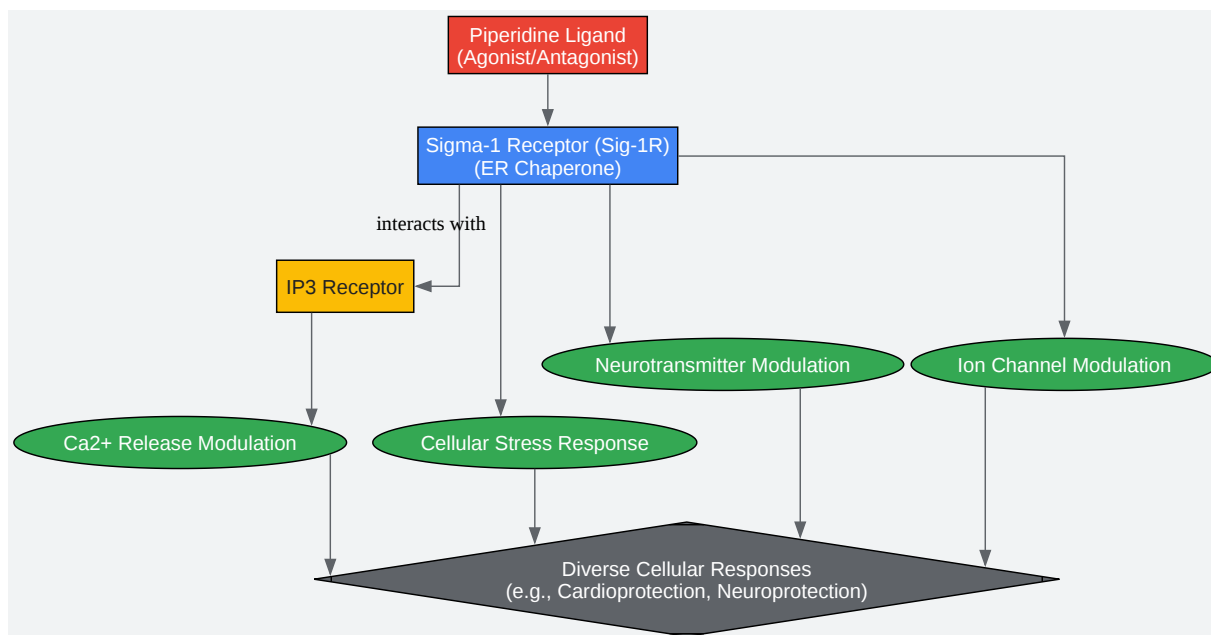 Piperidine Ligand
(Agonist/Antagonist)
Sigma-1 Receptor (Sig-1R)
(ER Chaperone)
interacts with
IP3 Receptor
Neurotransmitter Modulation
Ion Channel Modulation
Ca2+ Release Modulation
Cellular Stress Response
Diverse Cellular Responses
(e.g., Cardioprotection, Neuroprotection)